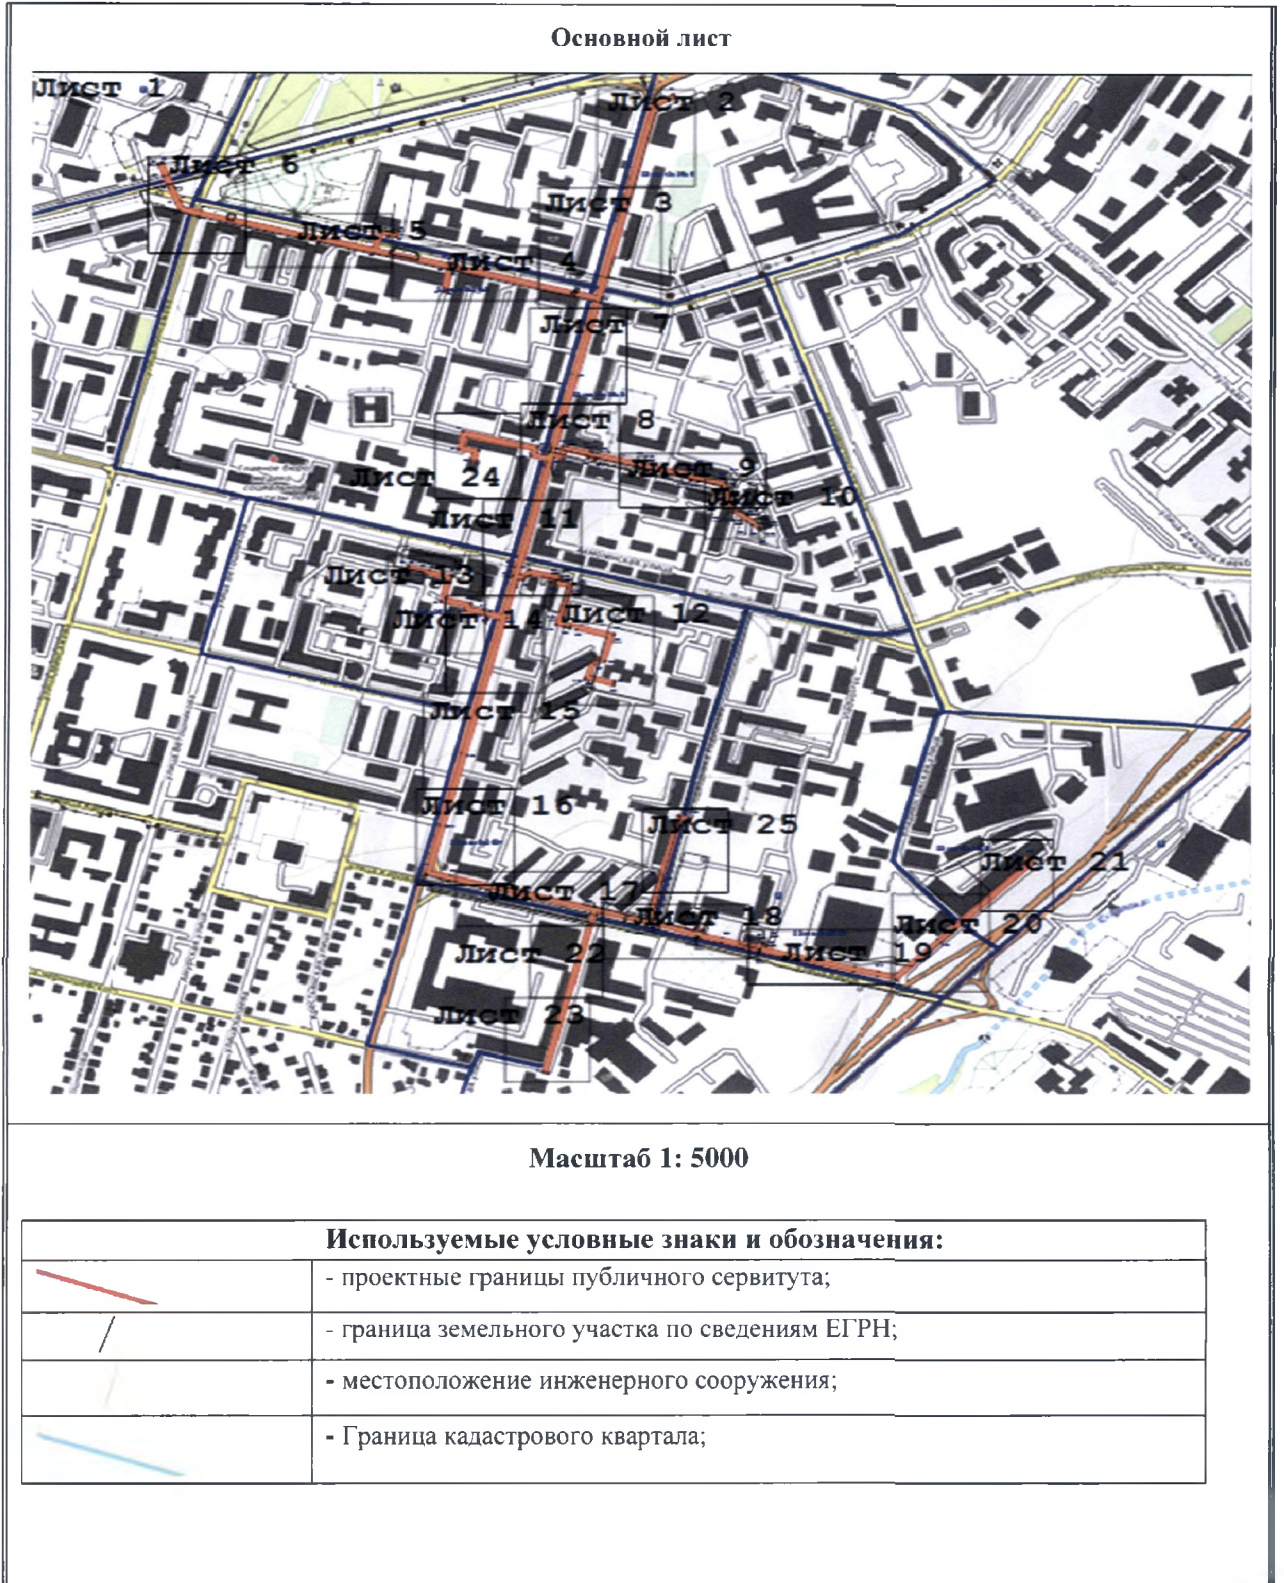 Основной лист
Лист 1
Лист 2
Лист 6
Лист 3
Лист 5
Лист 4
Лист 7
Лист 8
Лист 9
Лист 24
Лист 10
Лист 11
Лист 13
Лист 12
Лист 14
Лист 15
Лист 16
Лист 25
Лист 21
Лист 17
Лист 18
Лист 20
Лист 22
Лист 19
Лист 23
Масштаб 1: 5000
Используемые условные знаки и обозначения:
- проектные границы публичного сервитута;
- граница земельного участка по сведениям ЕГРН;
- местоположение инженерного сооружения;
- Граница кадастрового квартала;